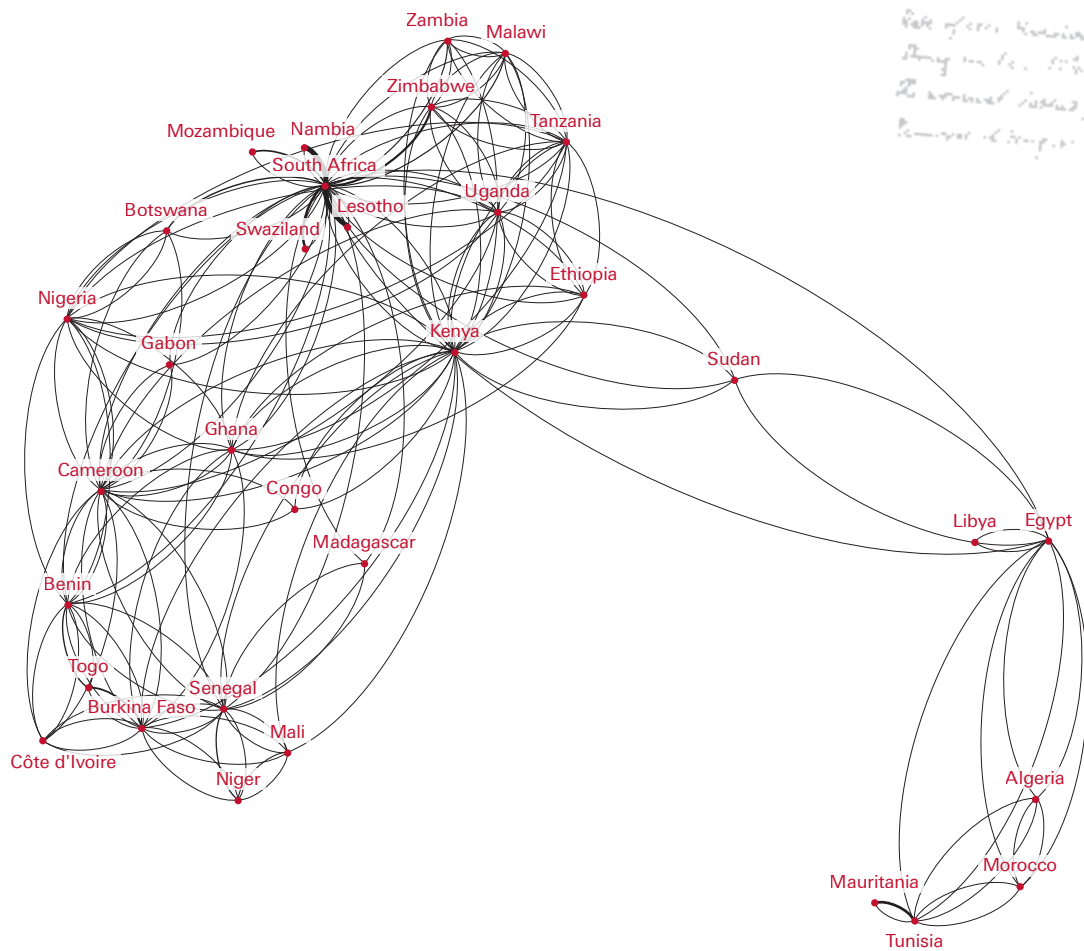 Zambia
Malawi
Zimbabwe
Tanzania
Mozambique
Nambia
South Africa
Uganda
Lesotho
Botswana
Swaziland
Ethiopia
Nigeria
Kenya
Gabon
Sudan
Ghana
Cameroon
Congo
Libya
Egypt
Madagascar
Benin
Togo
Senegal
Burkina Faso
Mali
Côte d'Ivoire
Niger
Algeria
Morocco
Mauritania
Tunisia